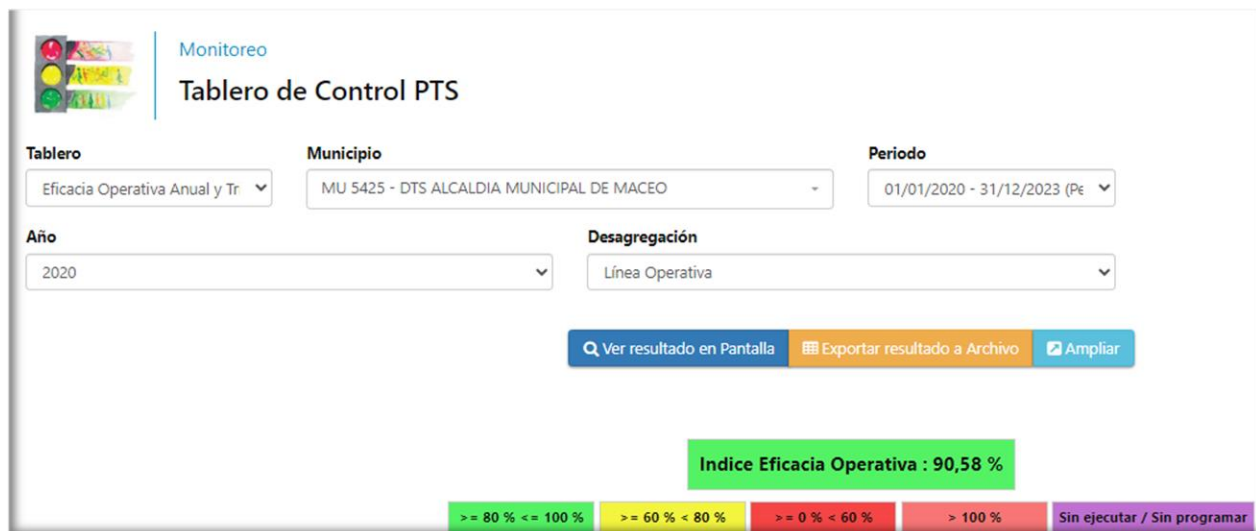 Monitoreo
Tablero de Control PTS
Tablero Municipio Periodo
Eficacia Operativa Anual y Tr MU 5425 - DTS ALCALDIA MUNICIPAL DE MACEO 01/01/2020 - 31/12/2023 (Pe
Año Desagregación
2020 Línea Operativa
Ver resultado en Pantalla Exportar resultado a Archivo Ampliar
Indice Eficacia Operativa : 90,58 %
>= 80 % <= 100 % >= 60 % < 80 % >= 0 % < 60 % > 100 % Sin ejecutar / Sin programar